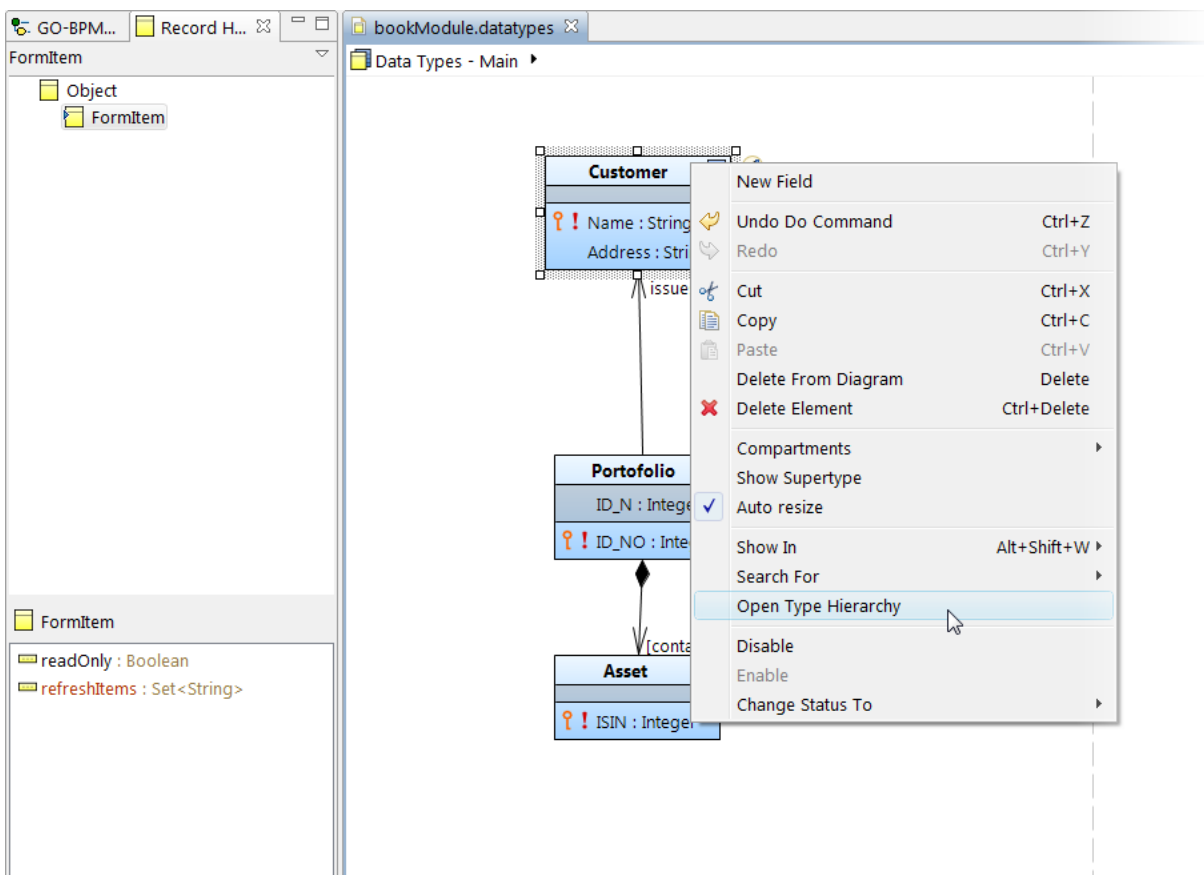 GO-BPM...
Record H...
FormItem
Object
FormItem
FormItem
readOnly : Boolean
refreshItems : Set<String>
bookModule.datatypes
Data Types - Main
Customer
Name : String
Address : Stri
issue
Portofolio
ID_N : Intege
ID_NO : Inte
[conta
Asset
ISIN : Integer
New Field
Undo Do Command Ctrl+Z
Redo Ctrl+Y
Cut Ctrl+X
Copy Ctrl+C
Paste Ctrl+V
Delete From Diagram Delete
Delete Element Ctrl+Delete
Compartments
Show Supertype
Auto resize
Show In Alt+Shift+W
Search For
Open Type Hierarchy
Disable
Enable
Change Status To